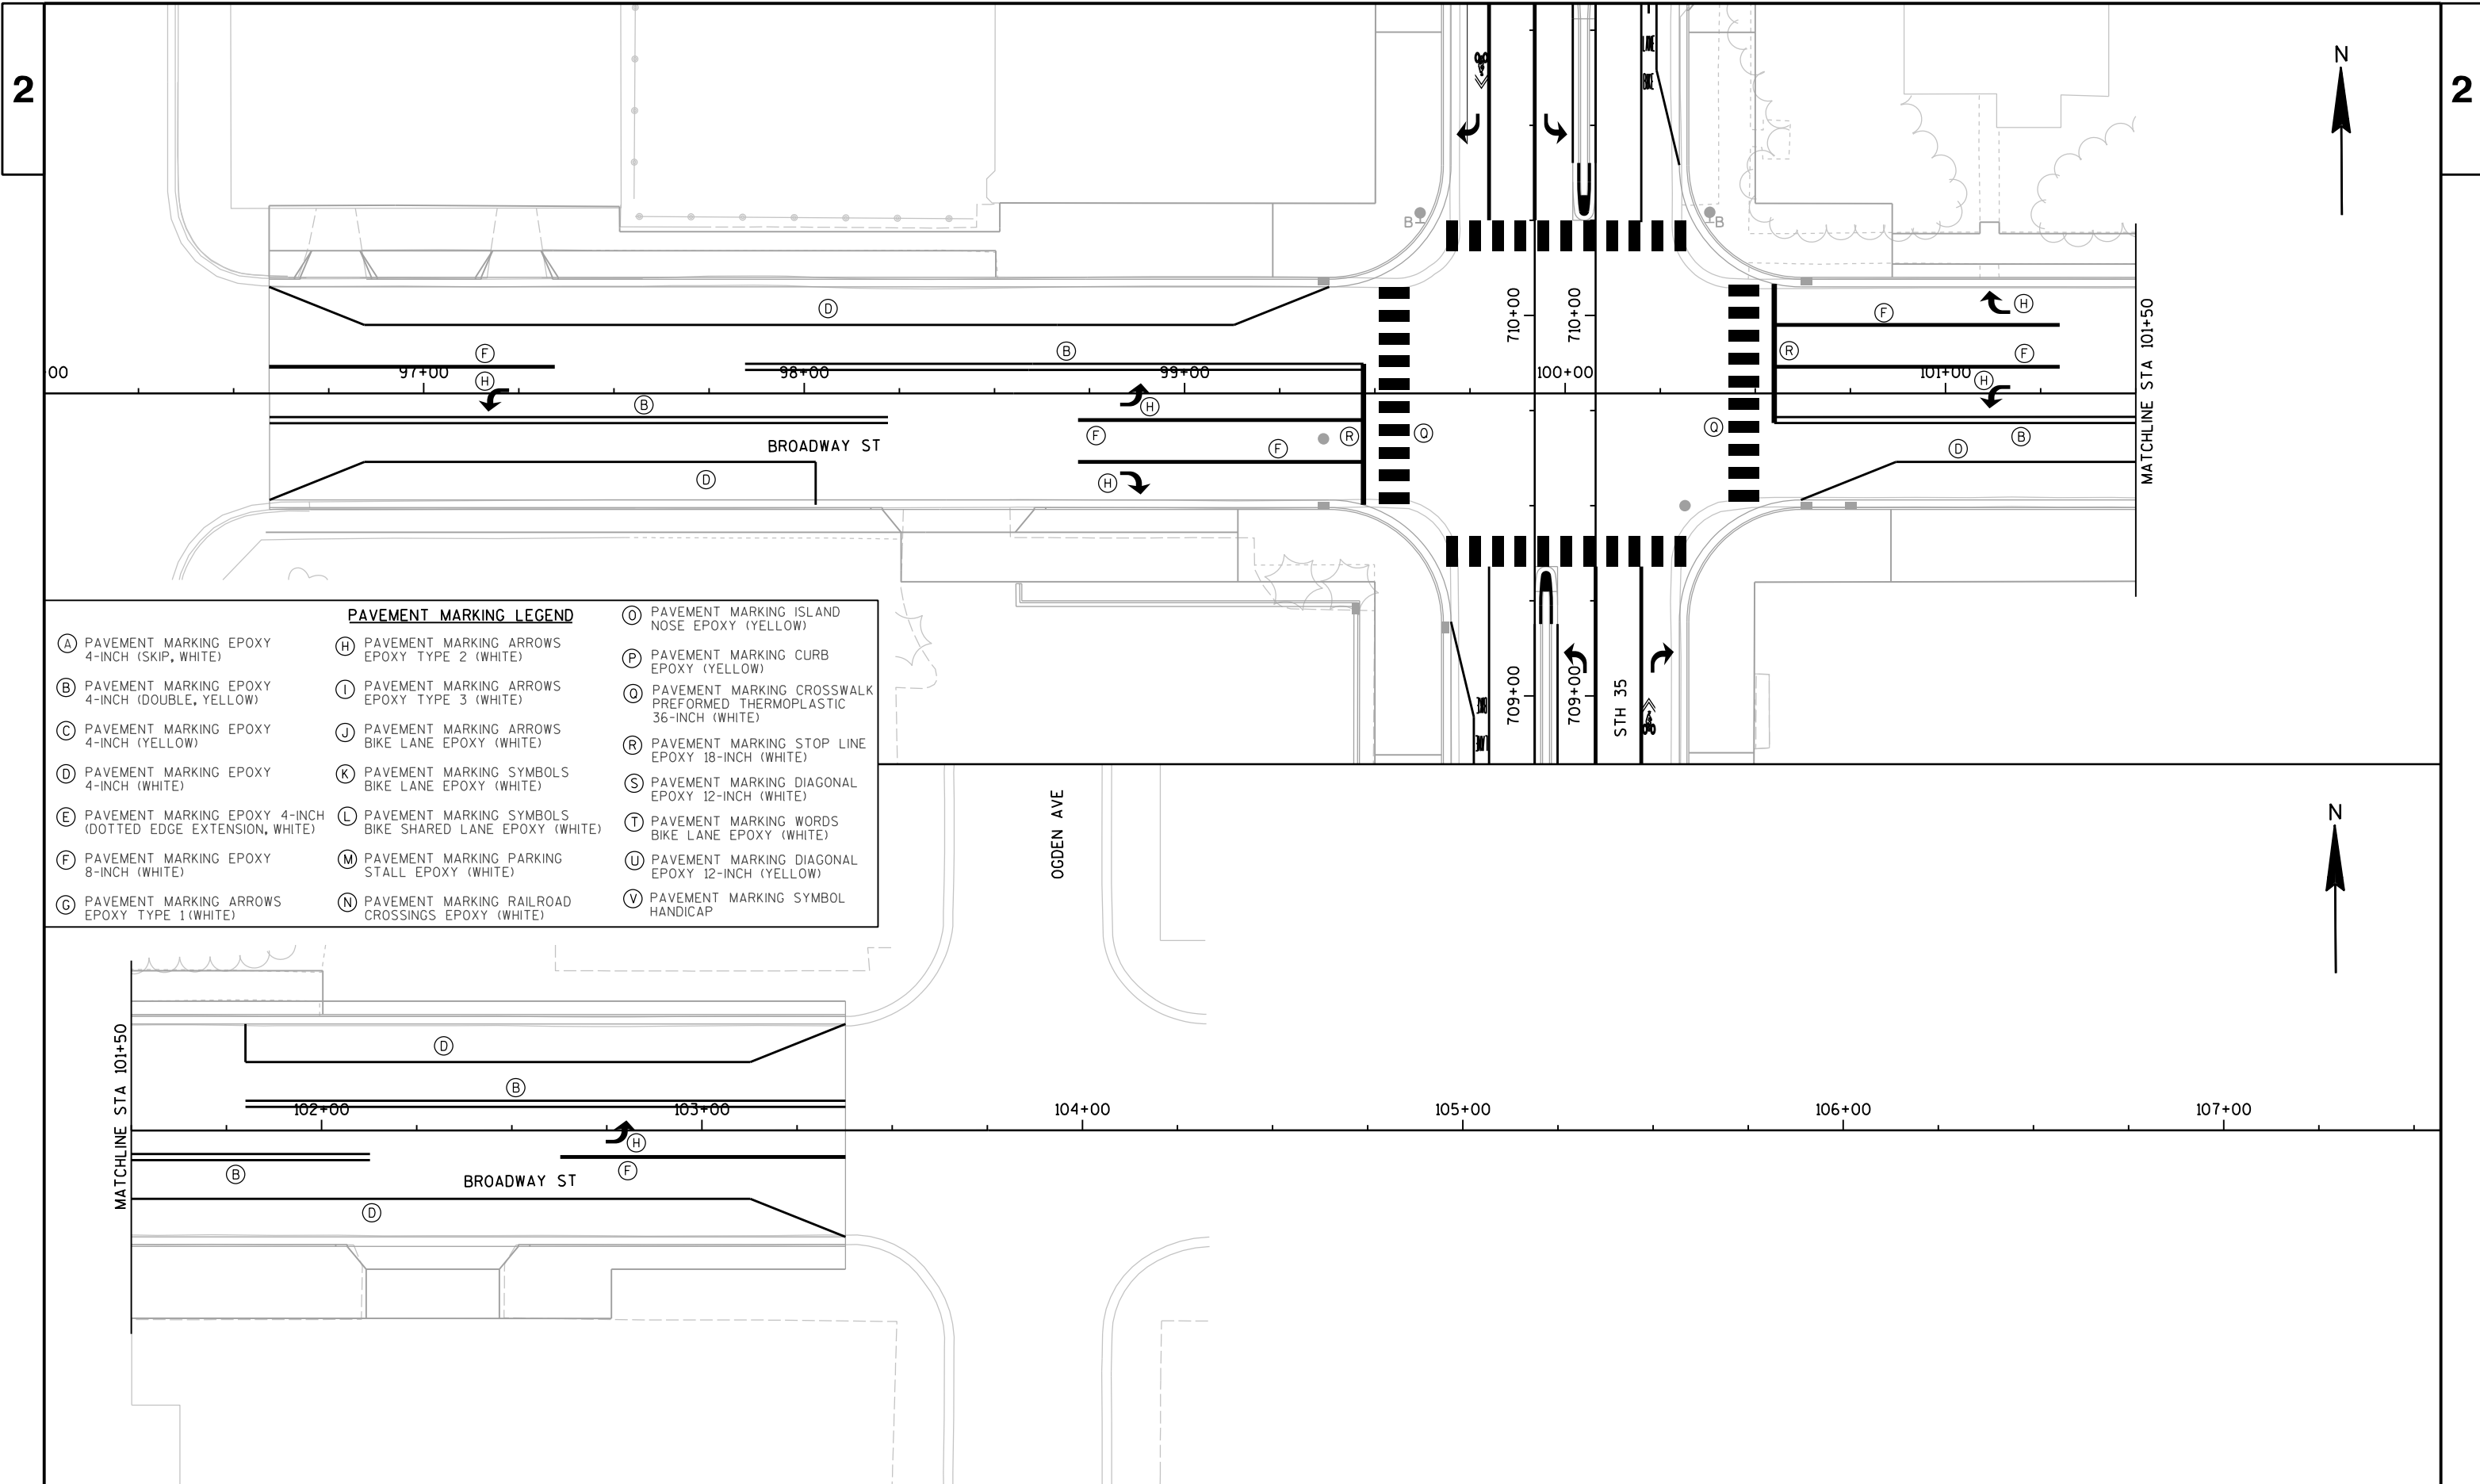 2
2
N
LANE
BIKE
B
B
D
F
H
710+00
710+00
F
B
F
R
MATCHLINE STA 101+50
00
97+00
98+00
99+00
100+00
101+00
H
H
B
H
F
F
R
Q
Q
B
D
BROADWAY ST
D
H
709+00
709+00
STH 35
PAVEMENT MARKING LEGEND
A PAVEMENT MARKING EPOXY
4-INCH (SKIP, WHITE)
B PAVEMENT MARKING EPOXY
4-INCH (DOUBLE, YELLOW)
C PAVEMENT MARKING EPOXY
4-INCH (YELLOW)
D PAVEMENT MARKING EPOXY
4-INCH (WHITE)
E PAVEMENT MARKING EPOXY 4-INCH
(DOTTED EDGE EXTENSION, WHITE)
F PAVEMENT MARKING EPOXY
8-INCH (WHITE)
G PAVEMENT MARKING ARROWS
EPOXY TYPE 1 (WHITE)
H PAVEMENT MARKING ARROWS
EPOXY TYPE 2 (WHITE)
I PAVEMENT MARKING ARROWS
EPOXY TYPE 3 (WHITE)
J PAVEMENT MARKING ARROWS
BIKE LANE EPOXY (WHITE)
K PAVEMENT MARKING SYMBOLS
BIKE LANE EPOXY (WHITE)
L PAVEMENT MARKING SYMBOLS
BIKE SHARED LANE EPOXY (WHITE)
M PAVEMENT MARKING PARKING
STALL EPOXY (WHITE)
N PAVEMENT MARKING RAILROAD
CROSSINGS EPOXY (WHITE)
O PAVEMENT MARKING ISLAND
NOSE EPOXY (YELLOW)
P PAVEMENT MARKING CURB
EPOXY (YELLOW)
Q PAVEMENT MARKING CROSSWALK
PREFORMED THERMOPLASTIC
36-INCH (WHITE)
R PAVEMENT MARKING STOP LINE
EPOXY 18-INCH (WHITE)
S PAVEMENT MARKING DIAGONAL
EPOXY 12-INCH (WHITE)
T PAVEMENT MARKING WORDS
BIKE LANE EPOXY (WHITE)
U PAVEMENT MARKING DIAGONAL
EPOXY 12-INCH (YELLOW)
V PAVEMENT MARKING SYMBOL
HANDICAP
OGDEN AVE
N
MATCHLINE STA 101+50
D
B
102+00
103+00
104+00
105+00
106+00
107+00
H
B
F
BROADWAY ST
D